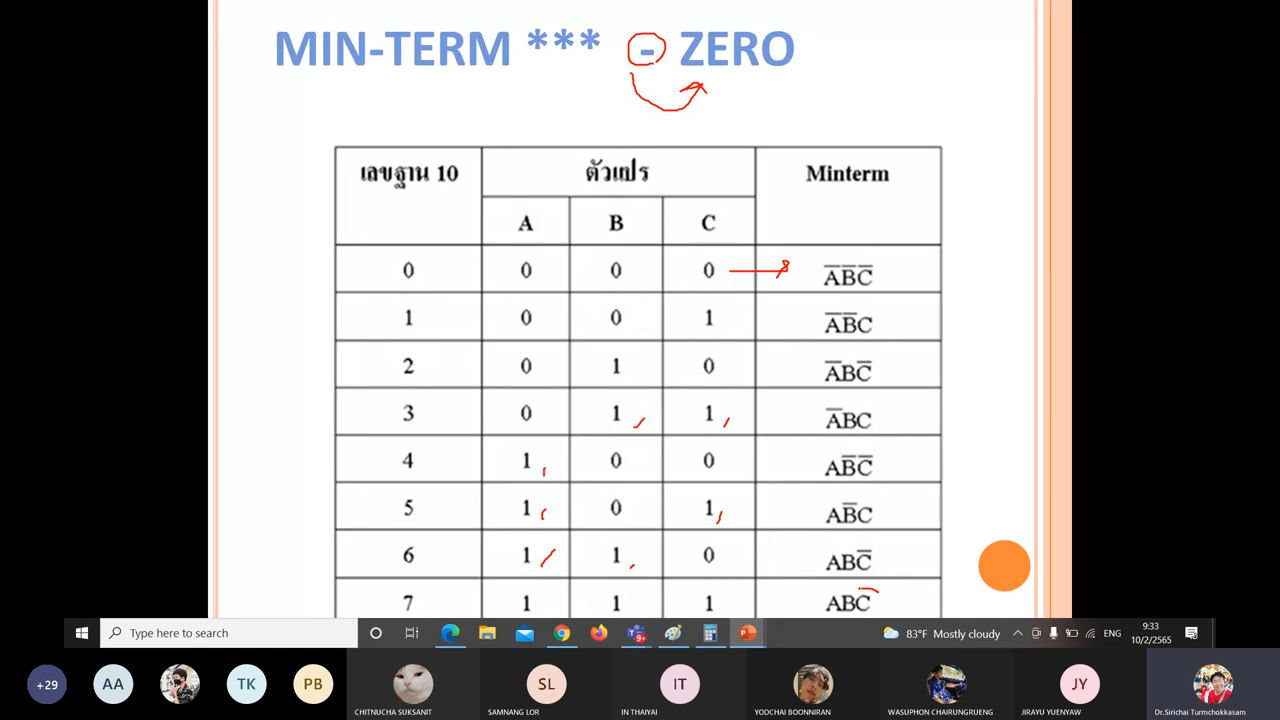 MIN-TERM *** - ZERO
เลขฐาน 10 ตัวแปร Minterm
A B C
0 0 0 0 A̅B̅C̅
1 0 0 1 A̅B̅C
2 0 1 0 A̅BC̅
3 0 1 1 A̅BC
4 1 0 0 AB̅C̅
5 1 0 1 AB̅C
6 1 1 0 ABC̅
7 1 1 1 ABC
Type here to search 9+ 83°F Mostly cloudy ENG 9:33
10/2/2565
+29 AA TK PB SL IT JY
CHITNUCHA SUKSANIT SAMNANG LOR IN THAIYAI YODCHAI BOONNIRAN WASUPHON CHAIRUNGRUENG JIRAYU YUENYAW Dr.Sirichai Turmchokkasam